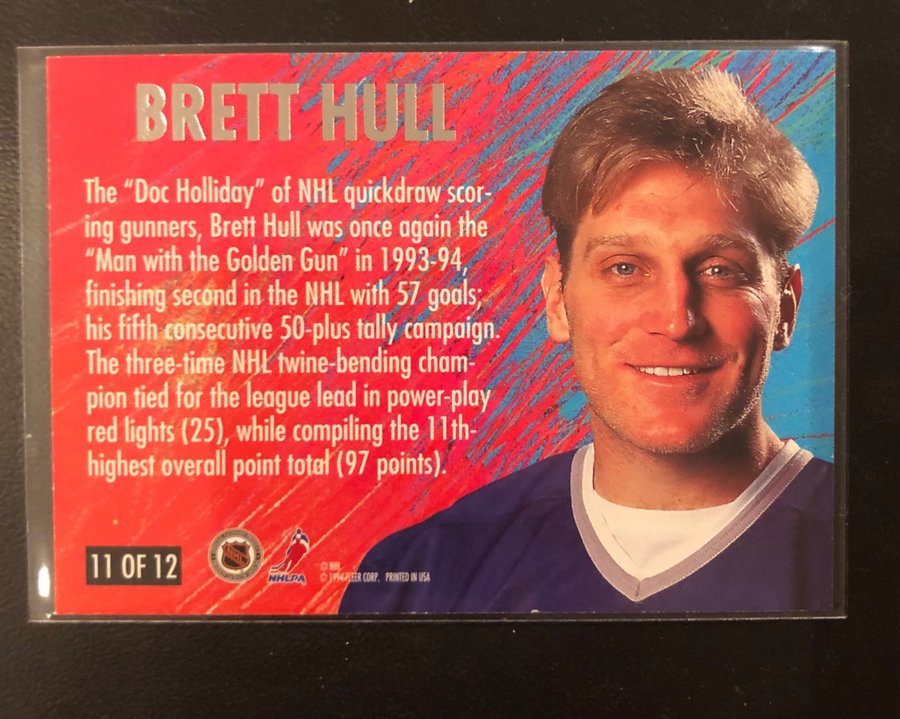 BRETT HULL
The "Doc Holliday" of NHL quickdraw scor-
ing gunners, Brett Hull was once again the
"Man with the Golden Gun" in 1993-94,
finishing second in the NHL with 57 goals;
his fifth consecutive 50-plus tally campaign.
The three-time NHL twine-bending cham-
pion tied for the league lead in power-play
red lights (25), while compiling the 11th-
highest overall point total (97 points).
11 OF 12
NHLPA
© NHL
© 1994 FLEER CORP. PRINTED IN USA